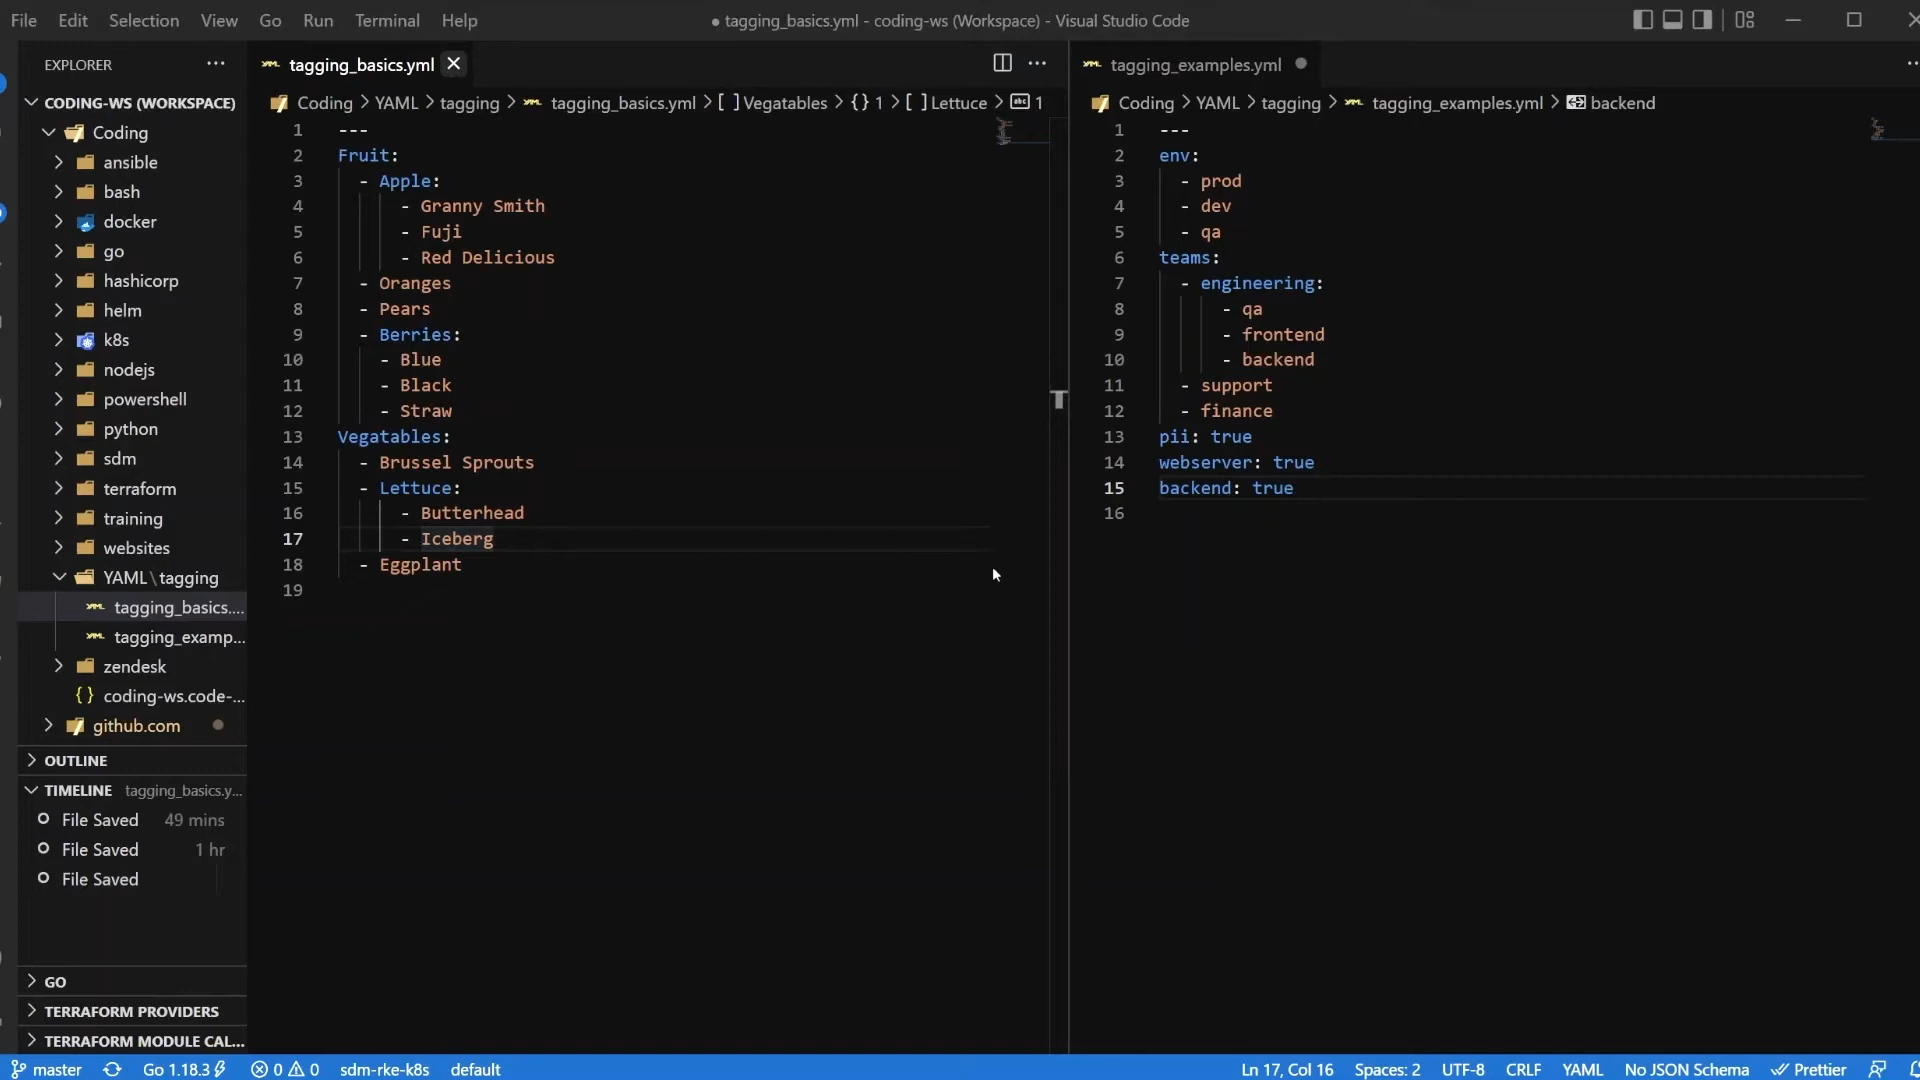 File Edit Selection View Go Run Terminal Help
● tagging_basics.yml - coding-ws (Workspace) - Visual Studio Code
EXPLORER ...
CODING-WS (WORKSPACE)
Coding
ansible
bash
docker
go
hashicorp
helm
k8s
nodejs
powershell
python
sdm
terraform
training
websites
YAML\tagging
tagging_basics....
tagging_examp...
zendesk
{ } coding-ws.code-...
github.com
OUTLINE
TIMELINE tagging_basics.y...
File Saved 49 mins
File Saved 1 hr
File Saved
GO
TERRAFORM PROVIDERS
TERRAFORM MODULE CAL...
tagging_basics.yml
Coding > YAML > tagging > tagging_basics.yml > [ ] Vegatables > {} 1 > [ ] Lettuce > abc 1
1 ---
2 Fruit:
3 - Apple:
4 - Granny Smith
5 - Fuji
6 - Red Delicious
7 - Oranges
8 - Pears
9 - Berries:
10 - Blue
11 - Black
12 - Straw
13 Vegatables:
14 - Brussel Sprouts
15 - Lettuce:
16 - Butterhead
17 - Iceberg
18 - Eggplant
19
tagging_examples.yml
Coding > YAML > tagging > tagging_examples.yml > backend
1 ---
2 env:
3 - prod
4 - dev
5 - qa
6 teams:
7 - engineering:
8 - qa
9 - frontend
10 - backend
11 - support
12 - finance
13 pii: true
14 webserver: true
15 backend: true
16
master Go 1.18.3 0 0 sdm-rke-k8s default Ln 17, Col 16 Spaces: 2 UTF-8 CRLF YAML No JSON Schema Prettier